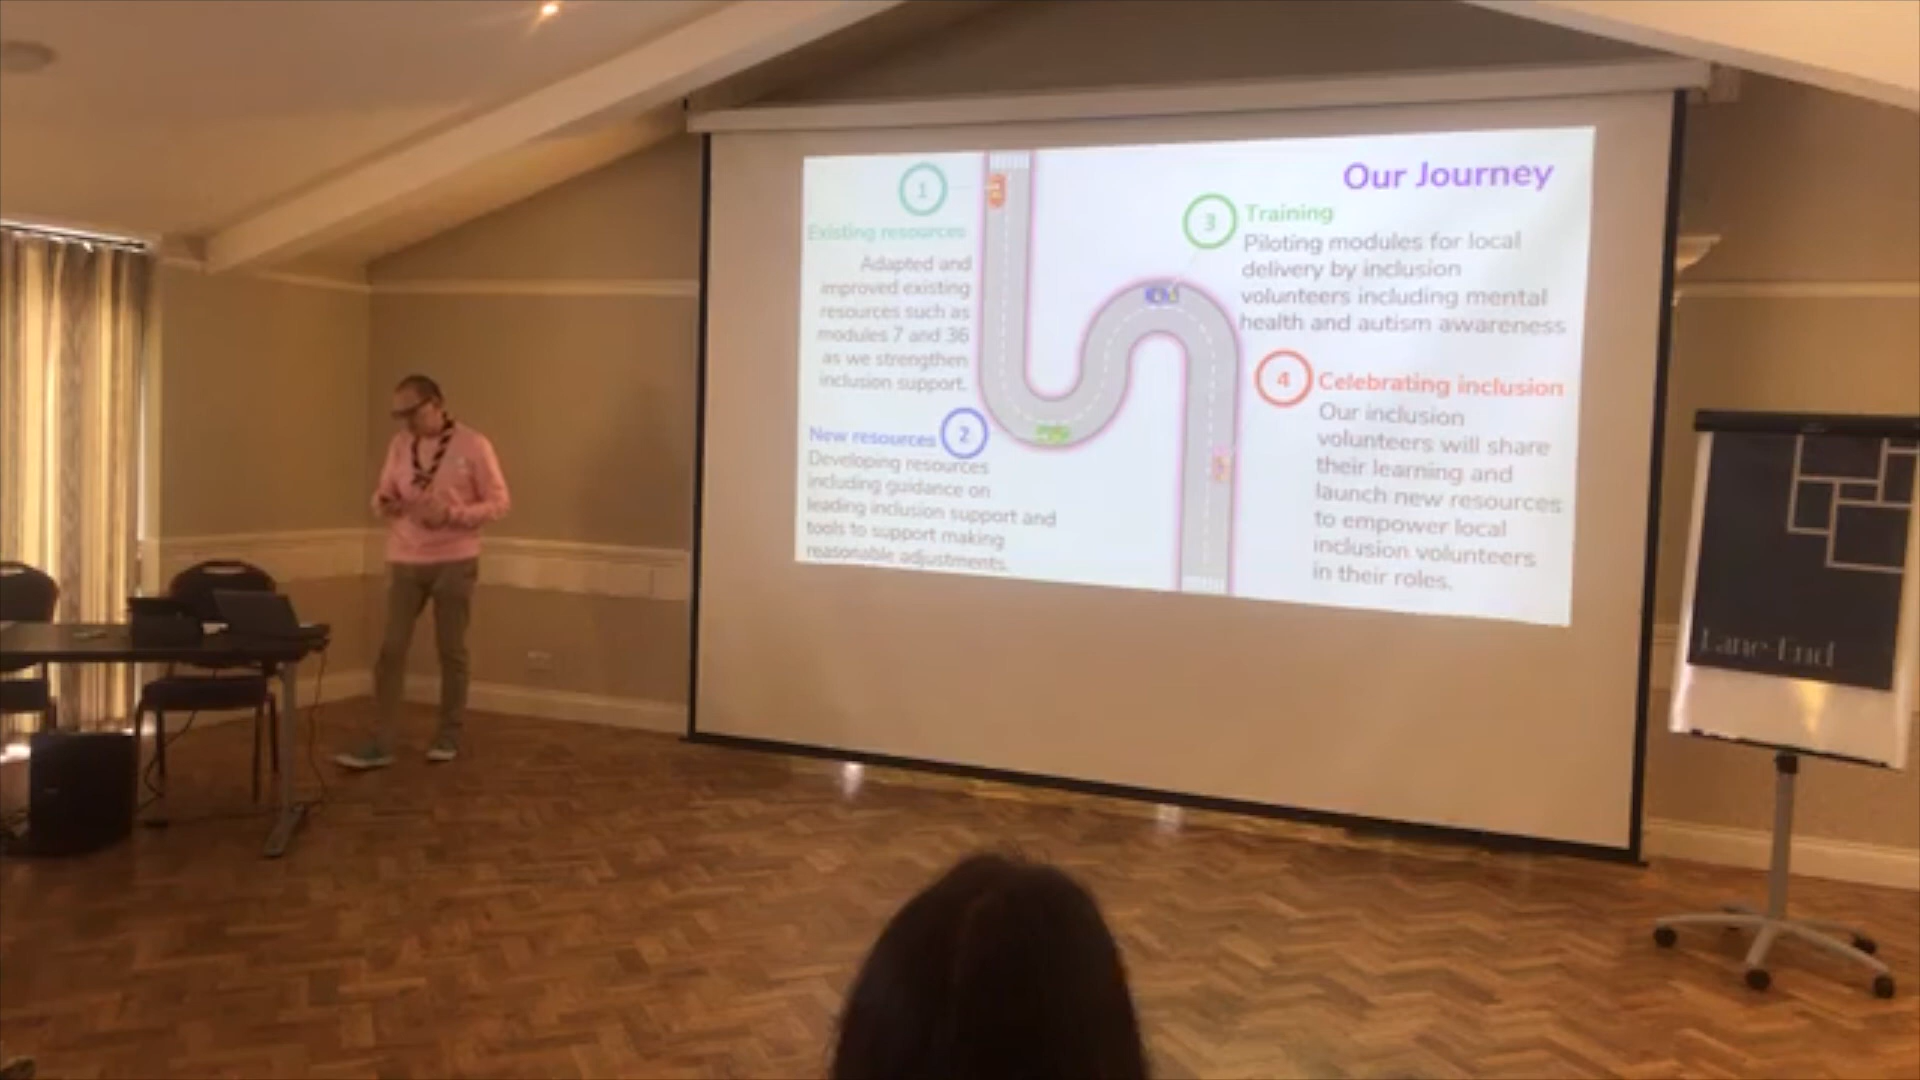 Our Journey
1
Existing resources
Adapted and
improved existing
resources such as
modules 7 and 36
as we strengthen
inclusion support.
New resources 2
Developing resources
including guidance on
leading inclusion support and
tools to support making
reasonable adjustments.
3 Training
Piloting modules for local
delivery by inclusion
volunteers including mental
health and autism awareness
4 Celebrating inclusion
Our inclusion
volunteers will share
their learning and
launch new resources
to empower local
inclusion volunteers
in their roles.
Lane End